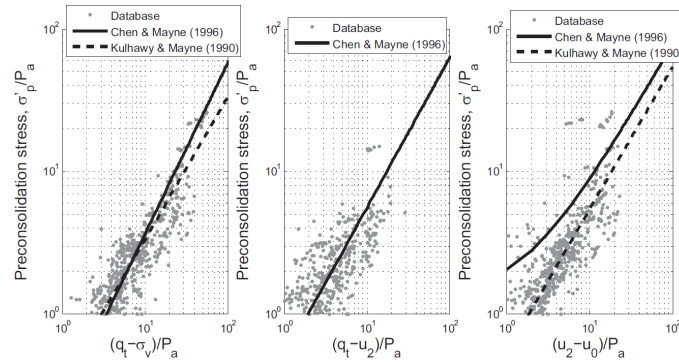 Database
Chen & Mayne (1996)
Kulhawy & Mayne (1990)
Preconsolidation stress, σ'p/Pa
10^2
10^1
10^0
10^0
10^1
10^2
(qt−σv)/Pa
Database
Chen & Mayne (1996)
Preconsolidation stress, σ'p/Pa
10^2
10^1
10^0
10^0
10^1
10^2
(qt−u2)/Pa
Database
Chen & Mayne (1996)
Kulhawy & Mayne (1990
Preconsolidation stress, σ'p/Pa
10^2
10^1
10^0
10^0
10^1
10^2
(u2−u0)/Pa